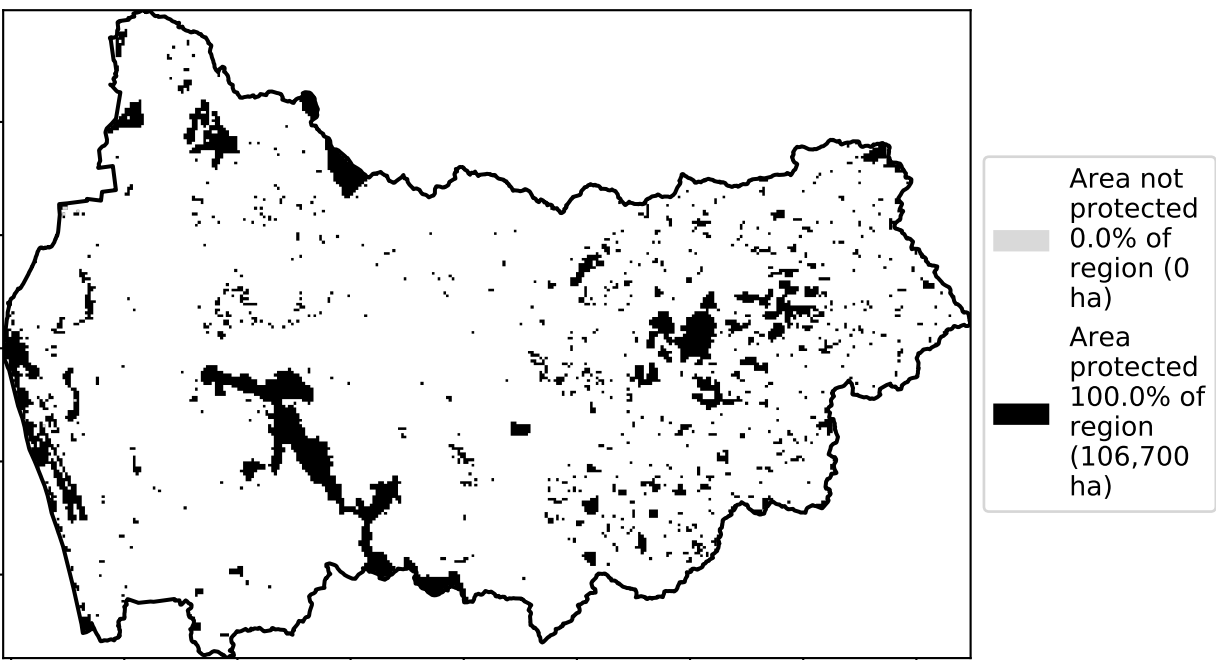 Area not
protected
0.0% of
region (0
ha)
Area
protected
100.0% of
region
(106,700
ha)